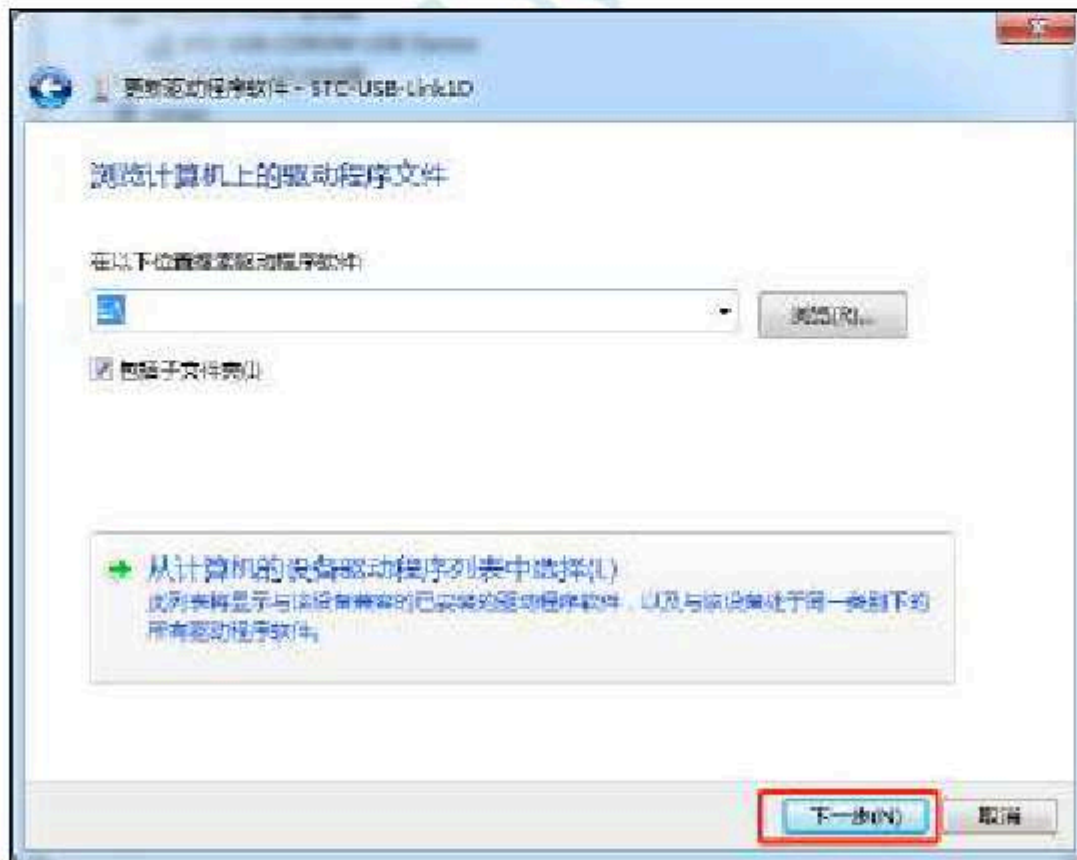 更新驱动程序软件 - STC-USB-Link1D
浏览计算机上的驱动程序文件
在以下位置搜索驱动程序软件:
浏览(R)...
包括子文件夹(I)
从计算机的设备驱动程序列表中选择(L)
此列表将显示与该设备兼容的已安装的驱动程序软件，以及与该设备处于同一类别下的
所有驱动程序软件。
下一步(N)
取消